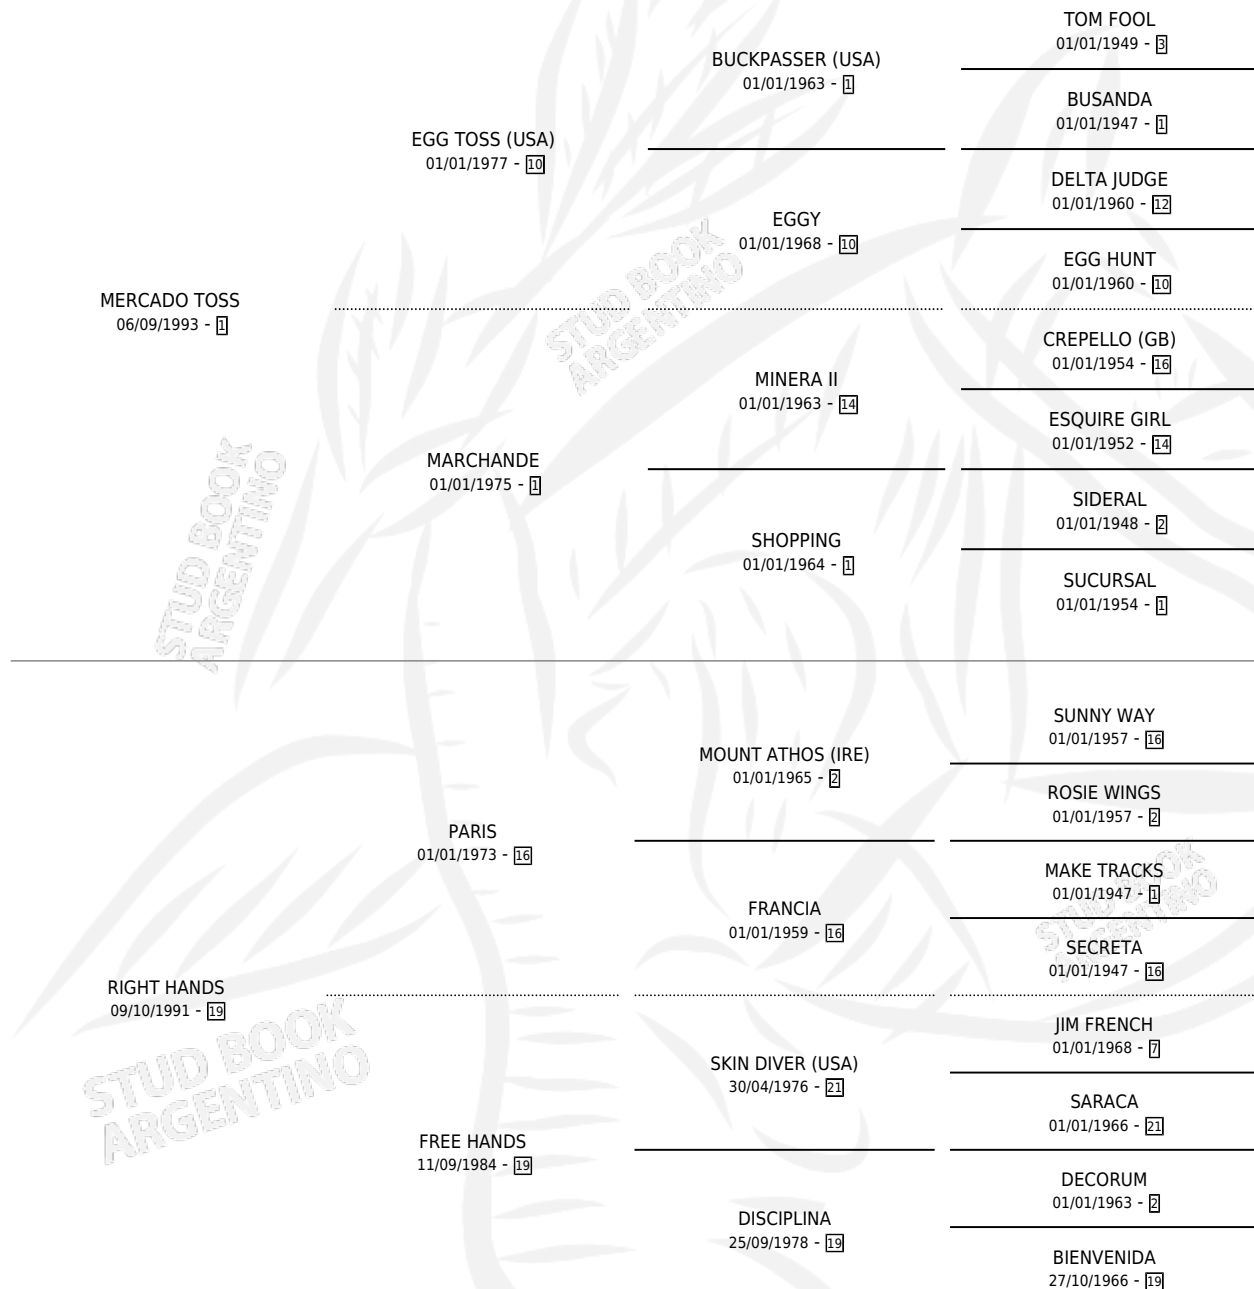 TOM FOOL
01/01/1949 - 3
BUCKPASSER (USA)
01/01/1963 - 1
BUSANDA
01/01/1947 - 1
EGG TOSS (USA)
01/01/1977 - 10
DELTA JUDGE
01/01/1960 - 12
EGGY
01/01/1968 - 10
EGG HUNT
01/01/1960 - 10
MERCADO TOSS
06/09/1993 - 1
CREPELLO (GB)
01/01/1954 - 16
MINERA II
01/01/1963 - 14
ESQUIRE GIRL
01/01/1952 - 14
MARCHANDE
01/01/1975 - 1
SIDERAL
01/01/1948 - 2
SHOPPING
01/01/1964 - 1
SUCURSAL
01/01/1954 - 1
SUNNY WAY
01/01/1957 - 16
MOUNT ATHOS (IRE)
01/01/1965 - 2
ROSIE WINGS
01/01/1957 - 2
PARIS
01/01/1973 - 16
MAKE TRACKS
01/01/1947 - 1
FRANCIA
01/01/1959 - 16
SECRETA
01/01/1947 - 16
RIGHT HANDS
09/10/1991 - 19
JIM FRENCH
01/01/1968 - 7
SKIN DIVER (USA)
30/04/1976 - 21
SARACA
01/01/1966 - 21
FREE HANDS
11/09/1984 - 19
DECORUM
01/01/1963 - 2
DISCIPLINA
25/09/1978 - 19
BIENVENIDA
27/10/1966 - 19
STUD BOOK
ARGENTINO
STUD BOOK
ARGENTINO
STUD BOOK
ARGENTINO
STUD BOOK
ARGENTINO